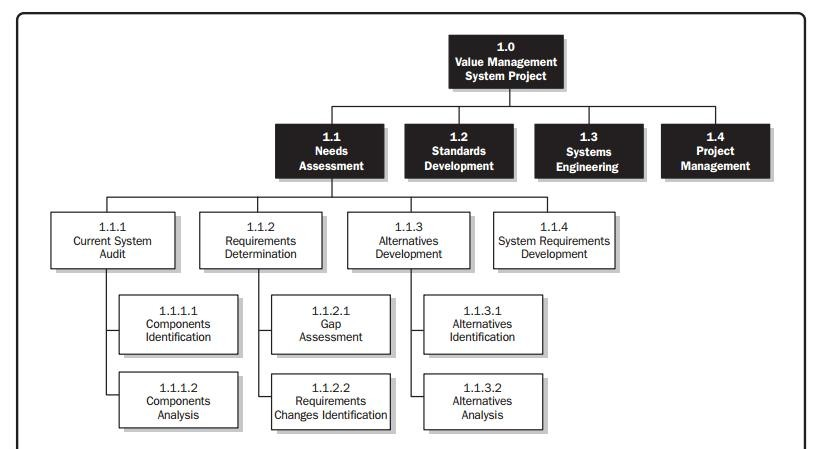 1.0
Value Management
System Project
1.1
Needs
Assessment
1.2
Standards
Development
1.3
Systems
Engineering
1.4
Project
Management
1.1.1
Current System
Audit
1.1.2
Requirements
Determination
1.1.3
Alternatives
Development
1.1.4
System Requirements
Development
1.1.1.1
Components
Identification
1.1.2.1
Gap
Assessment
1.1.3.1
Alternatives
Identification
1.1.1.2
Components
Analysis
1.1.2.2
Requirements
Changes Identification
1.1.3.2
Alternatives
Analysis